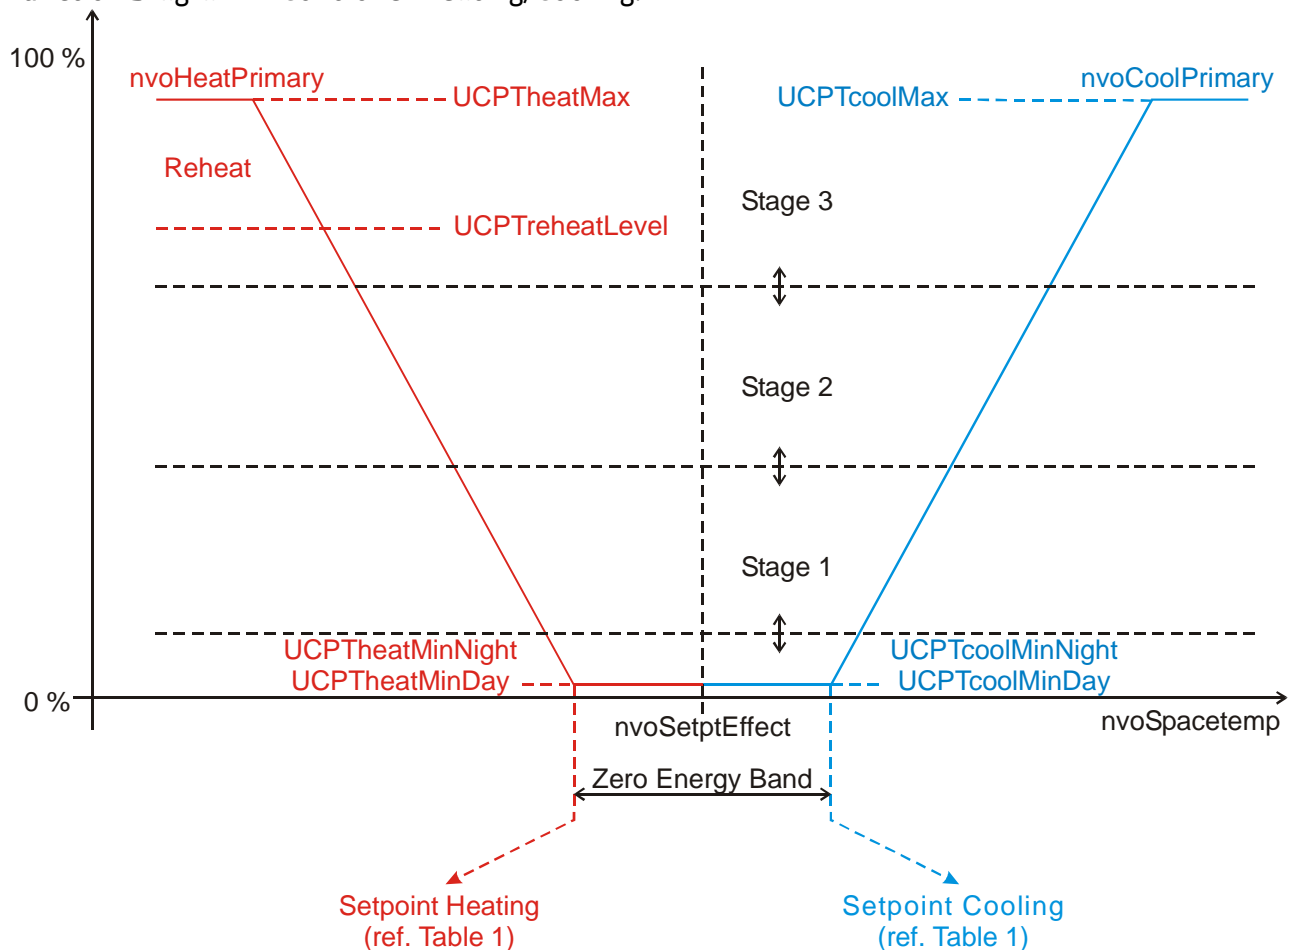 100 %
nvoHeatPrimary
nvoCoolPrimary
UCPTheatMax
UCPTcoolMax
Reheat
Stage 3
UCPTreheatLevel
Stage 2
Stage 1
UCPTheatMinNight
UCPTcoolMinNight
UCPTheatMinDay
UCPTcoolMinDay
0 %
nvoSetptEffect
nvoSpacetemp
Zero Energy Band
Setpoint Heating
(ref. Table 1)
Setpoint Cooling
(ref. Table 1)